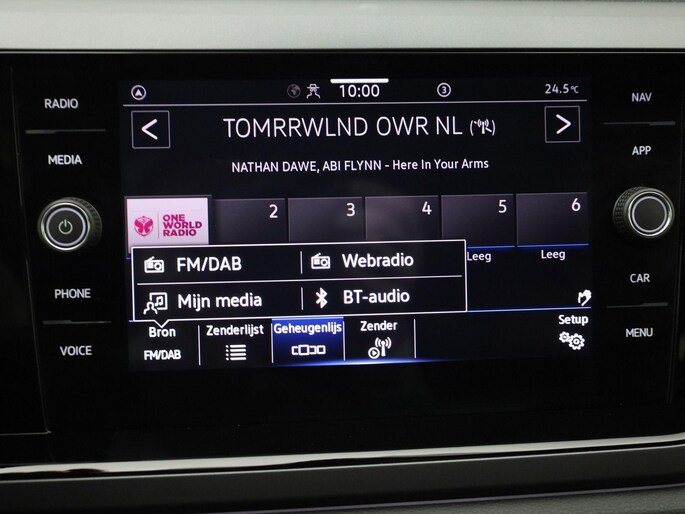 10:00
3
24.5°C
RADIO
MEDIA
PHONE
VOICE
TOMRRWLND OWR NL
NATHAN DAWE, ABI FLYNN - Here In Your Arms
ONE
WORLD
RADIO
2
3
4
5
6
Leeg
Leeg
FM/DAB
Webradio
Mijn media
BT-audio
Bron
FM/DAB
Zenderlijst
Geheugenlijs
Zender
Setup
NAV
APP
CAR
MENU